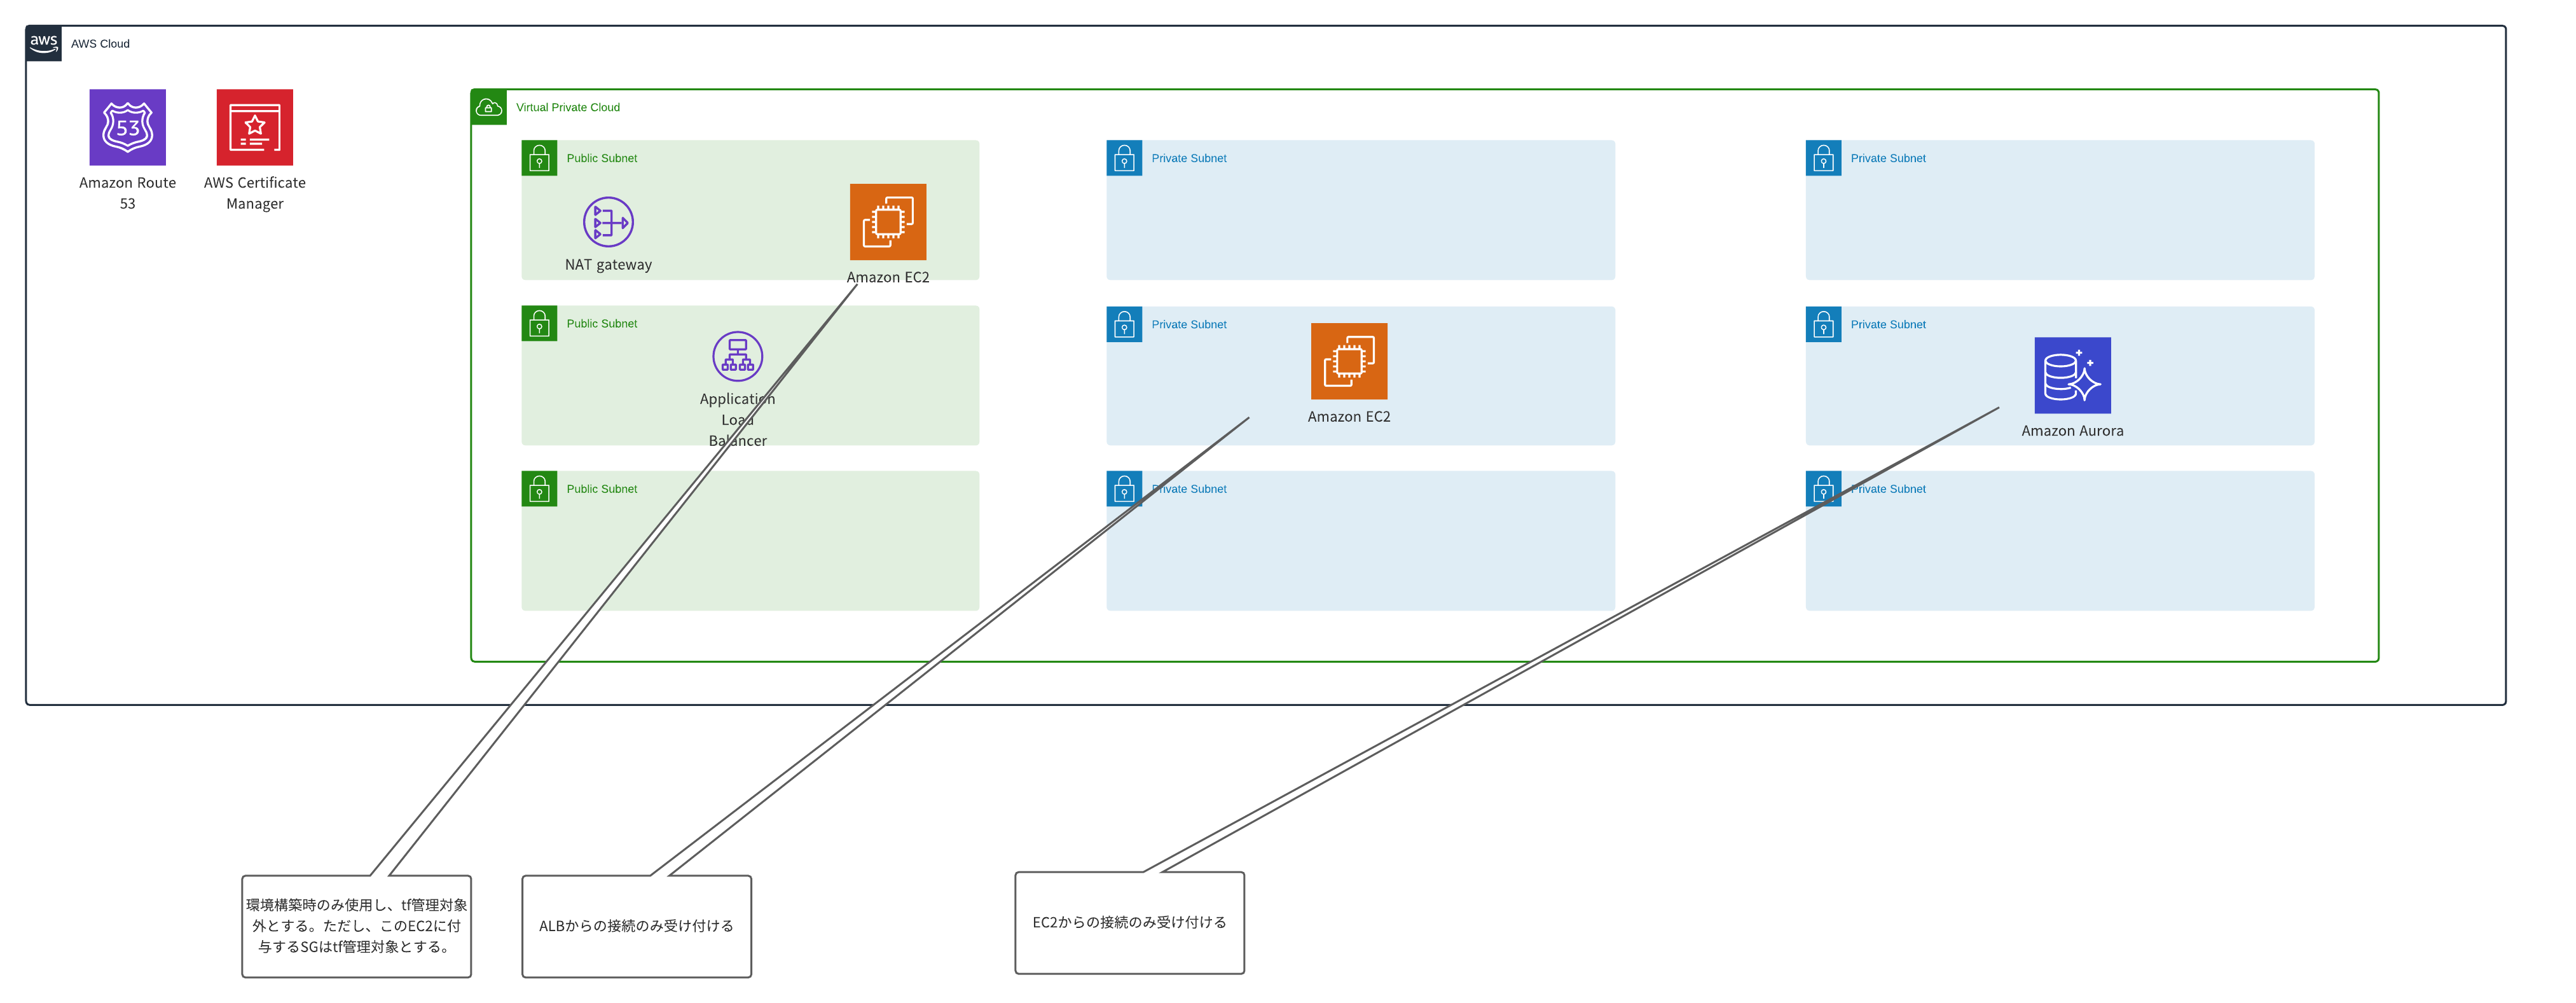 aws
AWS Cloud
53
Amazon Route
53
AWS Certificate
Manager
Virtual Private Cloud
Public Subnet
NAT gateway
Amazon EC2
Private Subnet
Private Subnet
Public Subnet
Application
Load
Balancer
Private Subnet
Amazon EC2
Private Subnet
Amazon Aurora
Public Subnet
Private Subnet
Private Subnet
環境構築時のみ使用し、tf管理対象
外とする。ただし、このEC2に付
与するSGはtf管理対象とする。
ALBからの接続のみ受け付ける
EC2からの接続のみ受け付ける